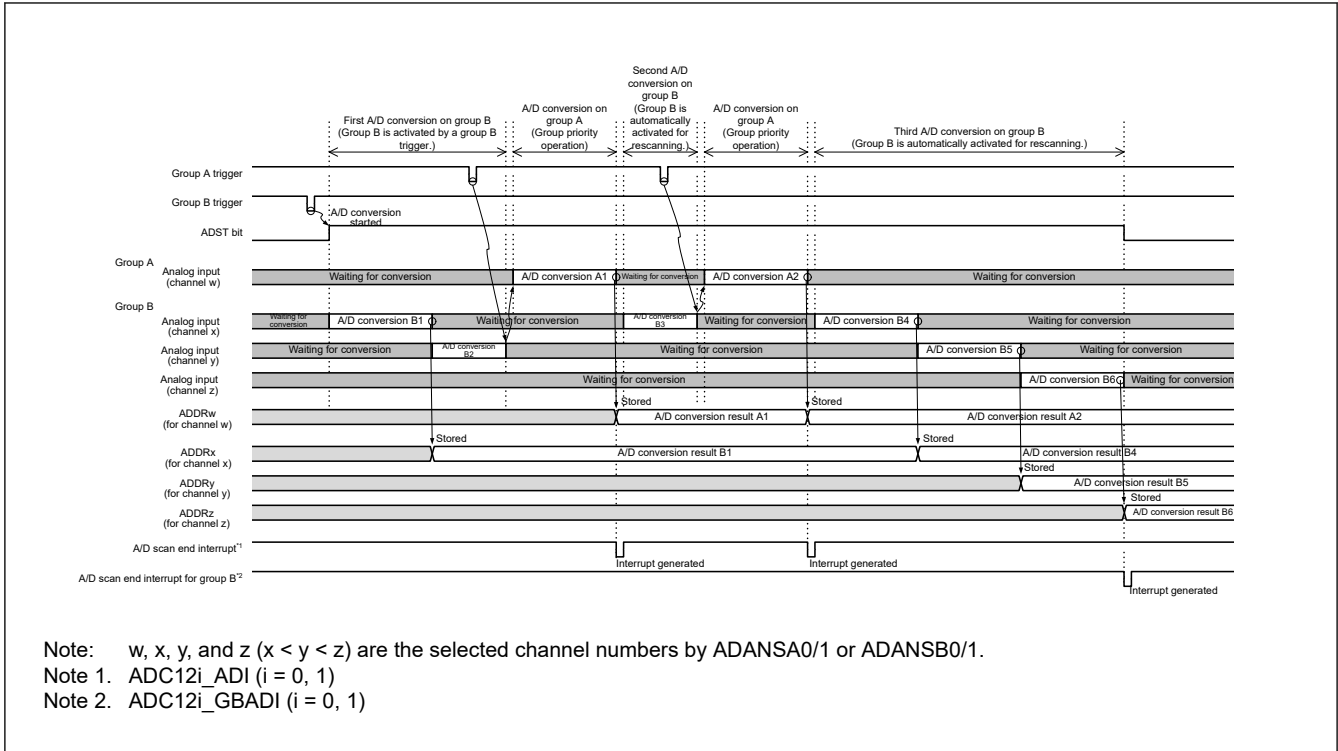 Second A/D
conversion on
group B
(Group B is
automatically
activated for
rescanning.)
First A/D conversion on group B
(Group B is activated by a group B
trigger.)
A/D conversion on
group A
(Group priority
operation)
A/D conversion on
group A
(Group priority
operation)
Third A/D conversion on group B
(Group B is automatically activated for rescanning.)
Group A trigger
Group B trigger
A/D conversion
started
ADST bit
Group A
Analog input
(channel w)
Waiting for conversion
A/D conversion A1
Waiting for conversion
A/D conversion A2
Waiting for conversion
Group B
Analog input
(channel x)
Waiting for
conversion
A/D conversion B1
Waiting for conversion
A/D conversion
B3
Waiting for conversion
A/D conversion B4
Waiting for conversion
Analog input
(channel y)
Waiting for conversion
A/D conversion
B2
Waiting for conversion
A/D conversion B5
Waiting for conversion
Analog input
(channel z)
Waiting for conversion
A/D conversion B6
Waiting for conversion
Stored
Stored
ADDRw
(for channel w)
A/D conversion result A1
A/D conversion result A2
Stored
Stored
ADDRx
(for channel x)
A/D conversion result B1
A/D conversion result B4
Stored
ADDRy
(for channel y)
A/D conversion result B5
Stored
ADDRz
(for channel z)
A/D conversion result B6
A/D scan end interrupt*1
Interrupt generated
Interrupt generated
A/D scan end interrupt for group B*2
Interrupt generated
Note: w, x, y, and z (x < y < z) are the selected channel numbers by ADANSA0/1 or ADANSB0/1.
Note 1. ADC12i_ADI (i = 0, 1)
Note 2. ADC12i_GBADI (i = 0, 1)